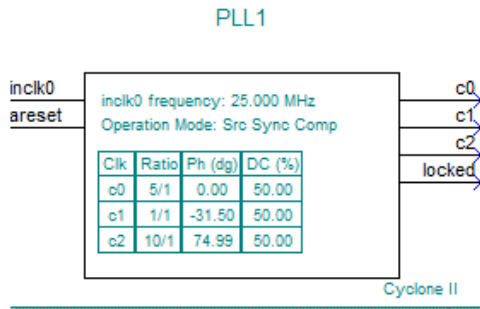 PLL1
inclk0
areset
inclk0 frequency: 25.000 MHz
Operation Mode: Src Sync Comp
Clk Ratio Ph (dg) DC (%)
c0 5/1 0.00 50.00
c1 1/1 -31.50 50.00
c2 10/1 74.99 50.00
c0
c1
c2
locked
Cyclone II